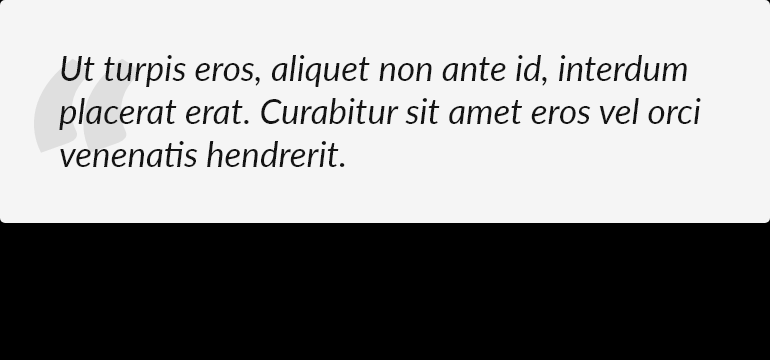 Ut turpis eros, aliquet non ante id, interdum
placerat erat. Curabitur sit amet eros vel orci
venenatis hendrerit.